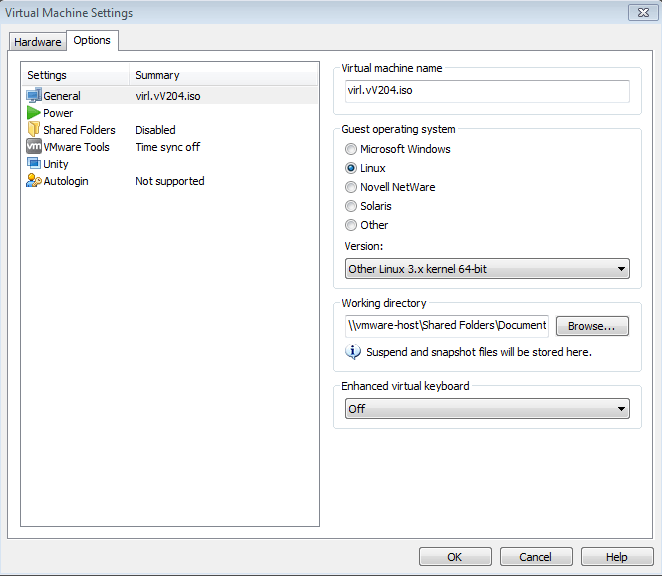 Virtual Machine Settings
Hardware Options
Settings Summary
General virl.vV204.iso
Power
Shared Folders Disabled
vm VMware Tools Time sync off
Unity
Autologin Not supported
Virtual machine name
virl.vV204.iso
Guest operating system
Microsoft Windows
Linux
Novell NetWare
Solaris
Other
Version:
Other Linux 3.x kernel 64-bit
Working directory
\\vmware-host\Shared Folders\Document Browse...
Suspend and snapshot files will be stored here.
Enhanced virtual keyboard
Off
OK Cancel Help